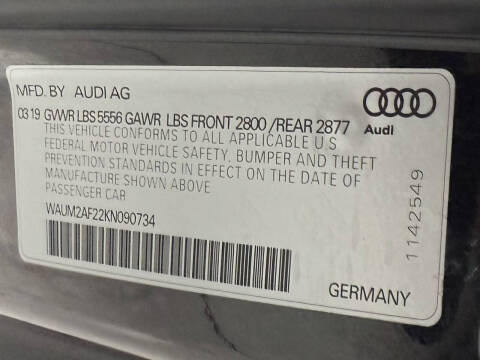 MFD. BY AUDI AG
03 19 GVWR LBS 5556 GAWR LBS FRONT 2800 /REAR 2877
THIS VEHICLE CONFORMS TO ALL APPLICABLE U.S
FEDERAL MOTOR VEHICLE SAFETY, BUMPER AND THEFT
PREVENTION STANDARDS IN EFFECT ON THE DATE OF
MANUFACTURE SHOWN ABOVE
PASSENGER CAR
WAUM2AF22KN090734
Audi
1142549
GERMANY